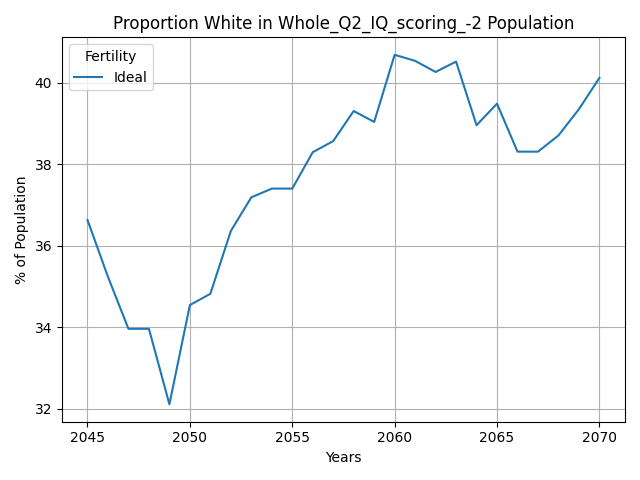 Proportion White in Whole_Q2_IQ_scoring_-2 Population
Fertility
Ideal
% of Population
40
38
36
34
32
2045 2050 2055 2060 2065 2070
Years